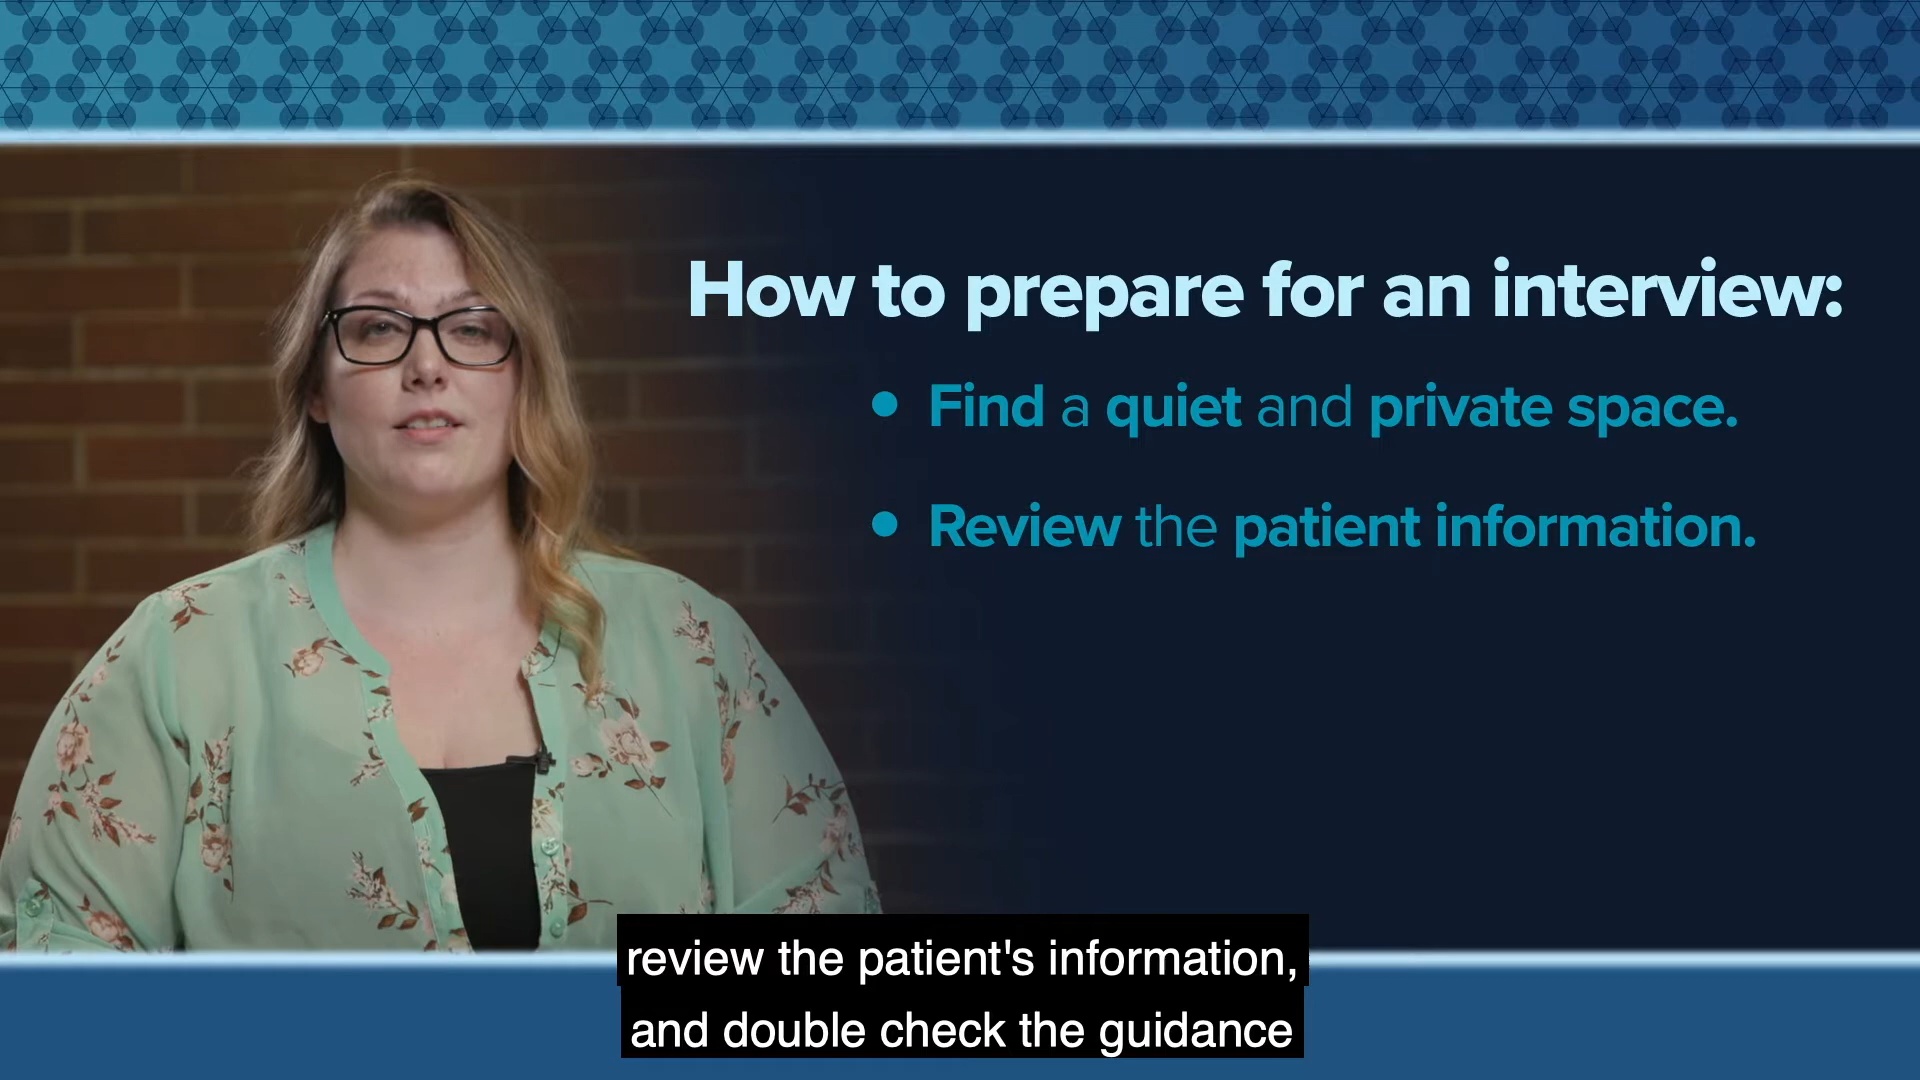 How to prepare for an interview:
• Find a quiet and private space.
• Review the patient information.
review the patient's information,
and double check the guidance